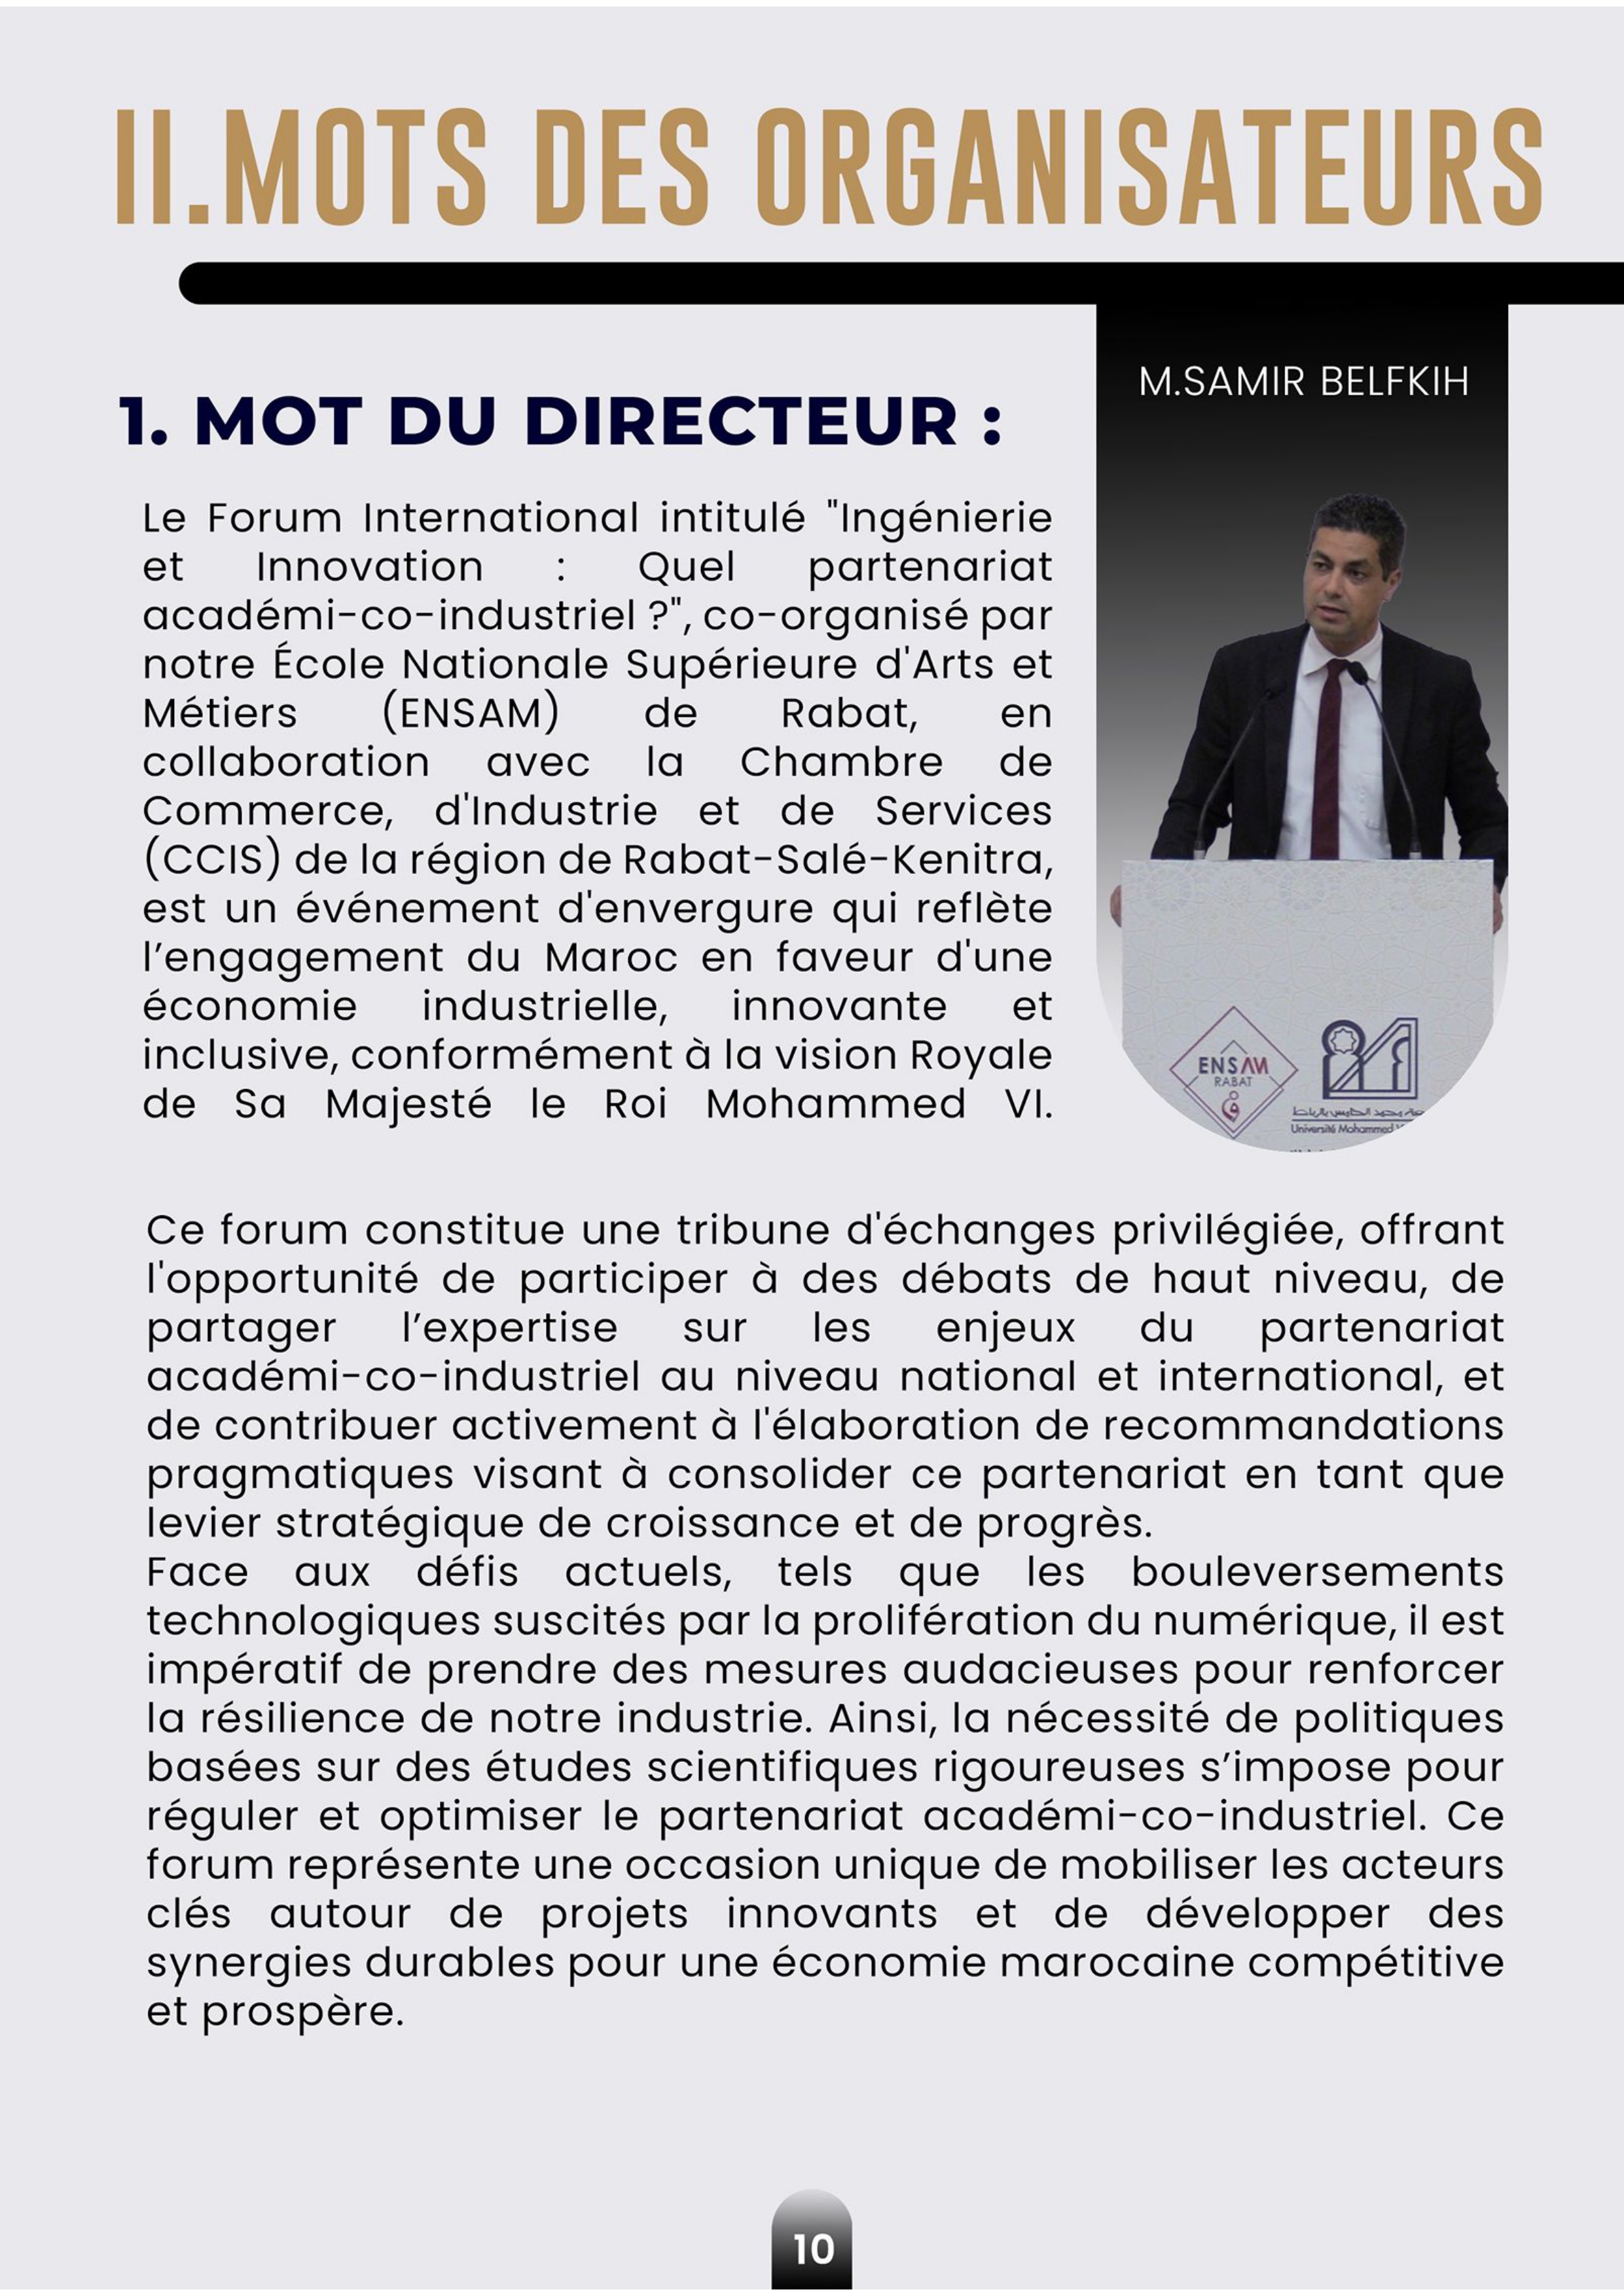 II.MOTS DES ORGANISATEURS
M.SAMIR BELFKIH
1. MOT DU DIRECTEUR :
Le Forum International intitulé "Ingénierie
et Innovation : Quel partenariat
académi-co-industriel ?", co-organisé par
notre École Nationale Supérieure d'Arts et
Métiers (ENSAM) de Rabat, en
collaboration avec la Chambre de
Commerce, d'Industrie et de Services
(CCIS) de la région de Rabat-Salé-Kenitra,
est un événement d'envergure qui reflète
l’engagement du Maroc en faveur d'une
économie industrielle, innovante et
inclusive, conformément à la vision Royale
de Sa Majesté le Roi Mohammed VI.
ENSAM
RABAT
Université Mohammed
Ce forum constitue une tribune d'échanges privilégiée, offrant
l'opportunité de participer à des débats de haut niveau, de
partager l’expertise sur les enjeux du partenariat
académi-co-industriel au niveau national et international, et
de contribuer activement à l'élaboration de recommandations
pragmatiques visant à consolider ce partenariat en tant que
levier stratégique de croissance et de progrès.
Face aux défis actuels, tels que les bouleversements
technologiques suscités par la prolifération du numérique, il est
impératif de prendre des mesures audacieuses pour renforcer
la résilience de notre industrie. Ainsi, la nécessité de politiques
basées sur des études scientifiques rigoureuses s’impose pour
réguler et optimiser le partenariat académi-co-industriel. Ce
forum représente une occasion unique de mobiliser les acteurs
clés autour de projets innovants et de développer des
synergies durables pour une économie marocaine compétitive
et prospère.
10